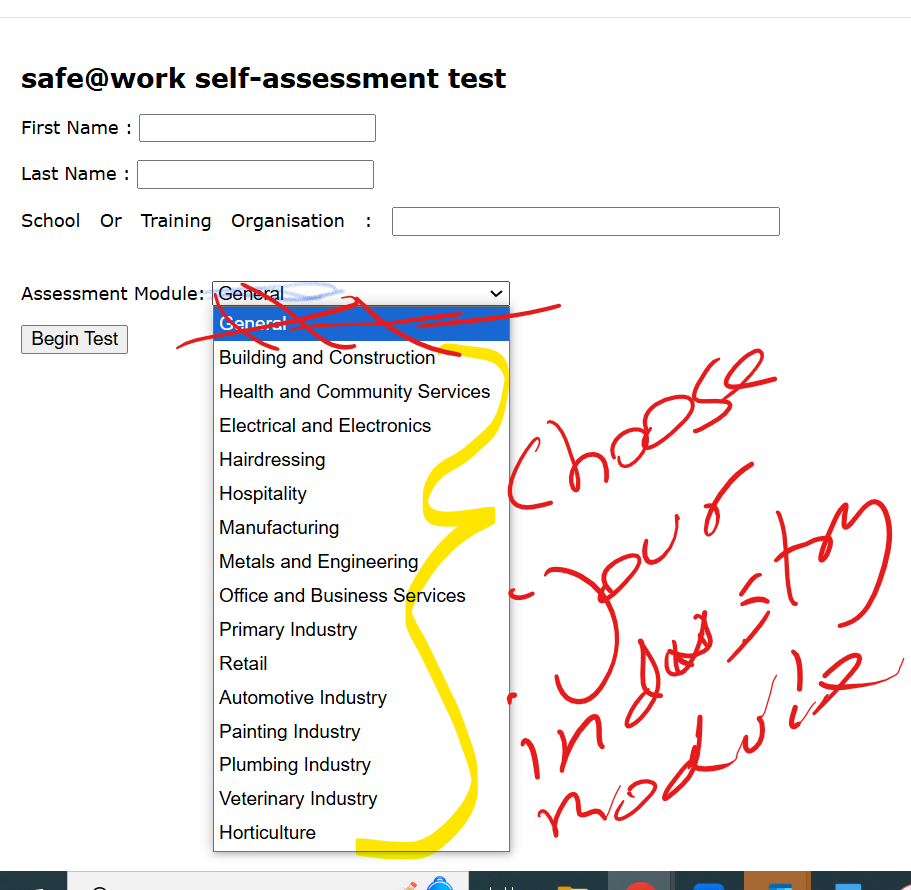 safe@work self-assessment test
First Name :
Last Name :
School Or Training Organisation :
Assessment Module: General
General
Begin Test
Building and Construction
Health and Community Services
Electrical and Electronics
Hairdressing
Hospitality
Manufacturing
Metals and Engineering
Office and Business Services
Primary Industry
Retail
Automotive Industry
Painting Industry
Plumbing Industry
Veterinary Industry
Horticulture
Choose
your
industry
module